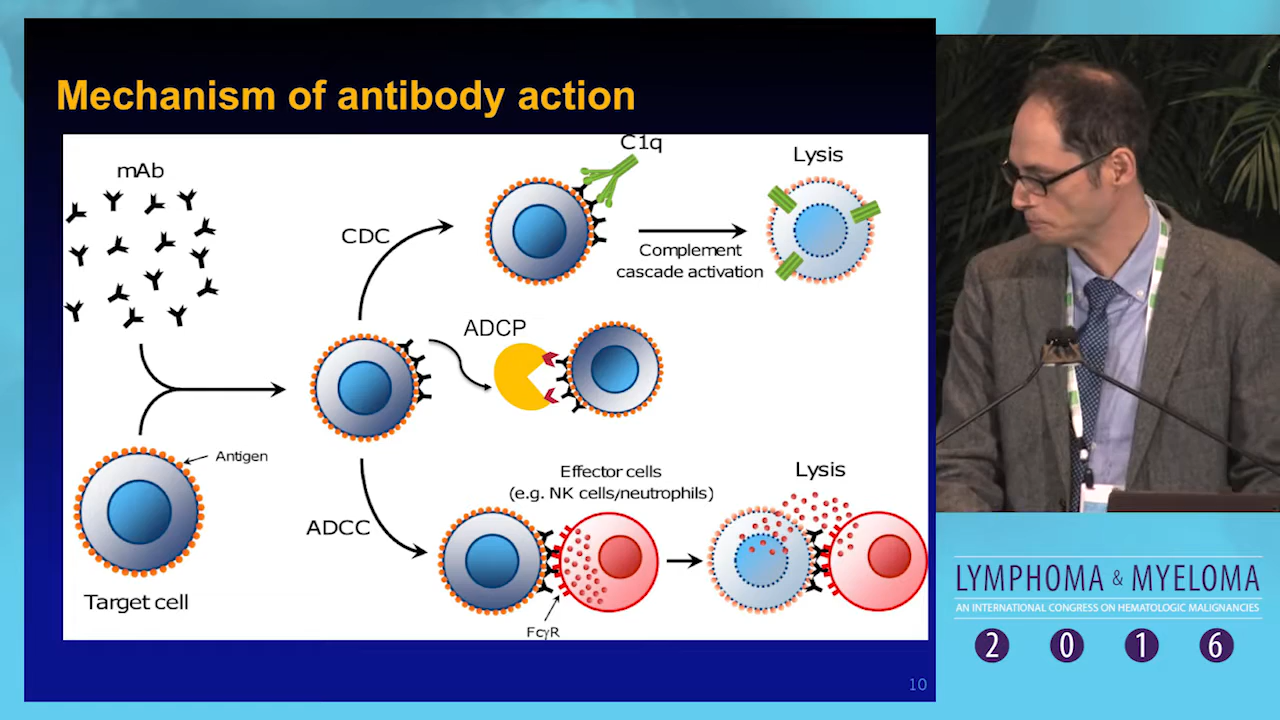 Mechanism of antibody action
mAb
C1q
Lysis
CDC
Complement
cascade activation
ADCP
Antigen
Effector cells
(e.g. NK cells/neutrophils)
Lysis
ADCC
Target cell
FcγR
10
LYMPHOMA & MYELOMA
AN INTERNATIONAL CONGRESS ON HEMATOLOGIC MALIGNANCIES
2 0 1 6